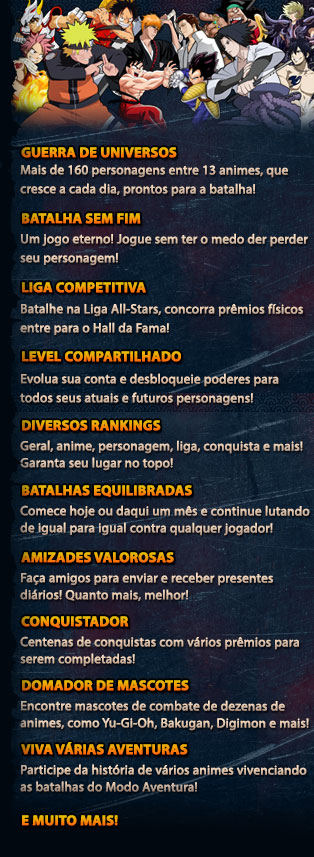 GUERRA DE UNIVERSOS
Mais de 160 personagens entre 13 animes, que
cresce a cada dia, prontos para a batalha!
BATALHA SEM FIM
Um jogo eterno! Jogue sem ter o medo der perder
seu personagem!
LIGA COMPETITIVA
Batalhe na Liga All-Stars, concorra prêmios físicos
entre para o Hall da Fama!
LEVEL COMPARTILHADO
Evolua sua conta e desbloqueie poderes para
todos seus atuais e futuros personagens!
DIVERSOS RANKINGS
Geral, anime, personagem, liga, conquista e mais!
Garanta seu lugar no topo!
BATALHAS EQUILIBRADAS
Comece hoje ou daqui um mês e continue lutando
de igual para igual contra qualquer jogador!
AMIZADES VALOROSAS
Faça amigos para enviar e receber presentes
diários! Quanto mais, melhor!
CONQUISTADOR
Centenas de conquistas com vários prêmios para
serem completadas!
DOMADOR DE MASCOTES
Encontre mascotes de combate de dezenas de
animes, como Yu-Gi-Oh, Bakugan, Digimon e mais!
VIVA VÁRIAS AVENTURAS
Participe da história de vários animes vivenciando
as batalhas do Modo Aventura!
E MUITO MAIS!